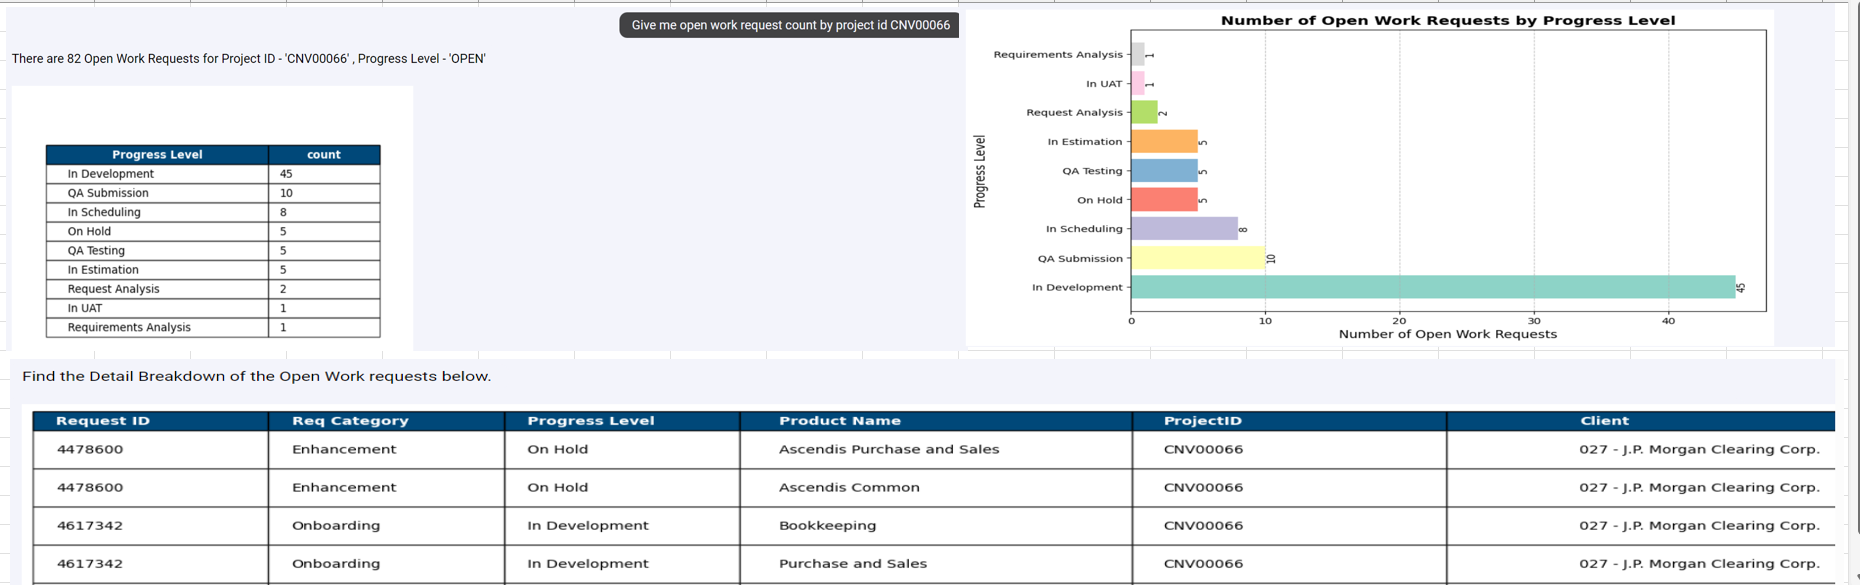 Give me open work request count by project id CNV00066
There are 82 Open Work Requests for Project ID - 'CNV00066' , Progress Level - 'OPEN'
Progress Level count
In Development 45
QA Submission 10
In Scheduling 8
On Hold 5
QA Testing 5
In Estimation 5
Request Analysis 2
In UAT 1
Requirements Analysis 1
Number of Open Work Requests by Progress Level
Progress Level
Requirements Analysis 1
In UAT 1
Request Analysis 2
In Estimation 5
QA Testing 5
On Hold 5
In Scheduling 8
QA Submission 10
In Development 45
0 10 20 30 40
Number of Open Work Requests
Find the Detail Breakdown of the Open Work requests below.
Request ID Req Category Progress Level Product Name ProjectID Client
4478600 Enhancement On Hold Ascendis Purchase and Sales CNV00066 027 - J.P. Morgan Clearing Corp.
4478600 Enhancement On Hold Ascendis Common CNV00066 027 - J.P. Morgan Clearing Corp.
4617342 Onboarding In Development Bookkeeping CNV00066 027 - J.P. Morgan Clearing Corp.
4617342 Onboarding In Development Purchase and Sales CNV00066 027 - J.P. Morgan Clearing Corp.